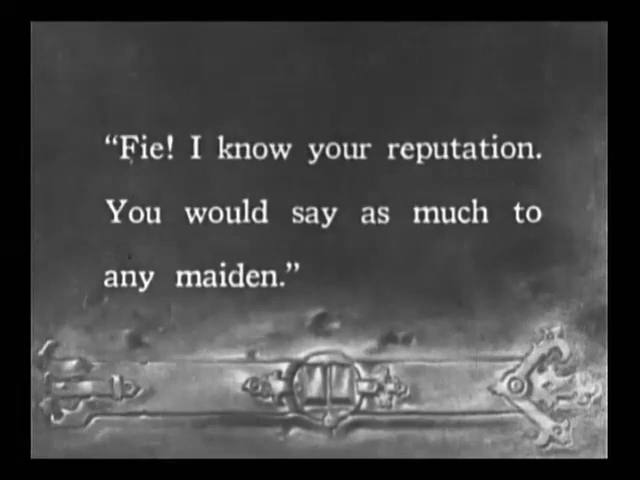 “Fie! I know your reputation.
You would say as much to
any maiden.”